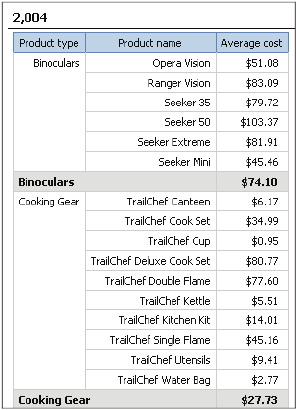 2,004
Product type Product name Average cost
Binoculars Opera Vision $51.08
Ranger Vision $83.09
Seeker 35 $79.72
Seeker 50 $103.37
Seeker Extreme $81.91
Seeker Mini $45.46
Binoculars $74.10
Cooking Gear TrailChef Canteen $6.17
TrailChef Cook Set $34.99
TrailChef Cup $0.95
TrailChef Deluxe Cook Set $80.77
TrailChef Double Flame $77.60
TrailChef Kettle $5.51
TrailChef Kitchen Kit $14.01
TrailChef Single Flame $45.16
TrailChef Utensils $9.41
TrailChef Water Bag $2.77
Cooking Gear $27.73